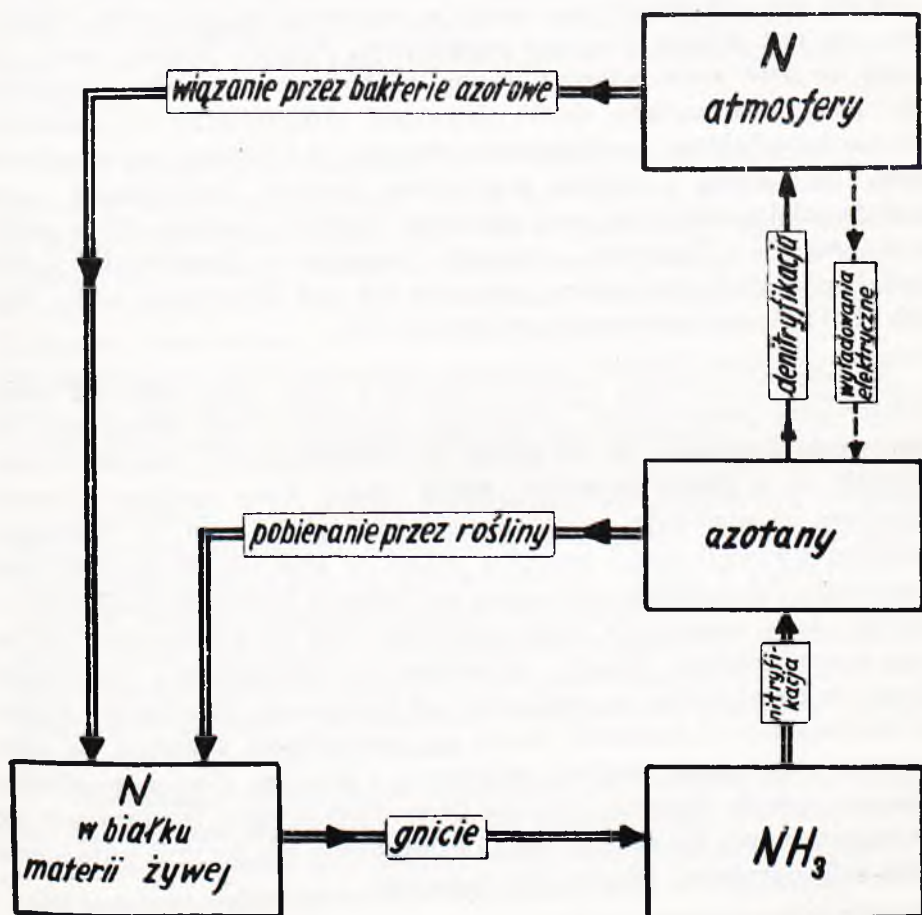 N
atmosfery
wiązanie przez bakterie azotowe
denitryfikacja
wyładowania
elektryczne
pobieranie przez rośliny
azotany
nitryfi-
kacja
N
w białku
materii żywej
gnicie
NH₃